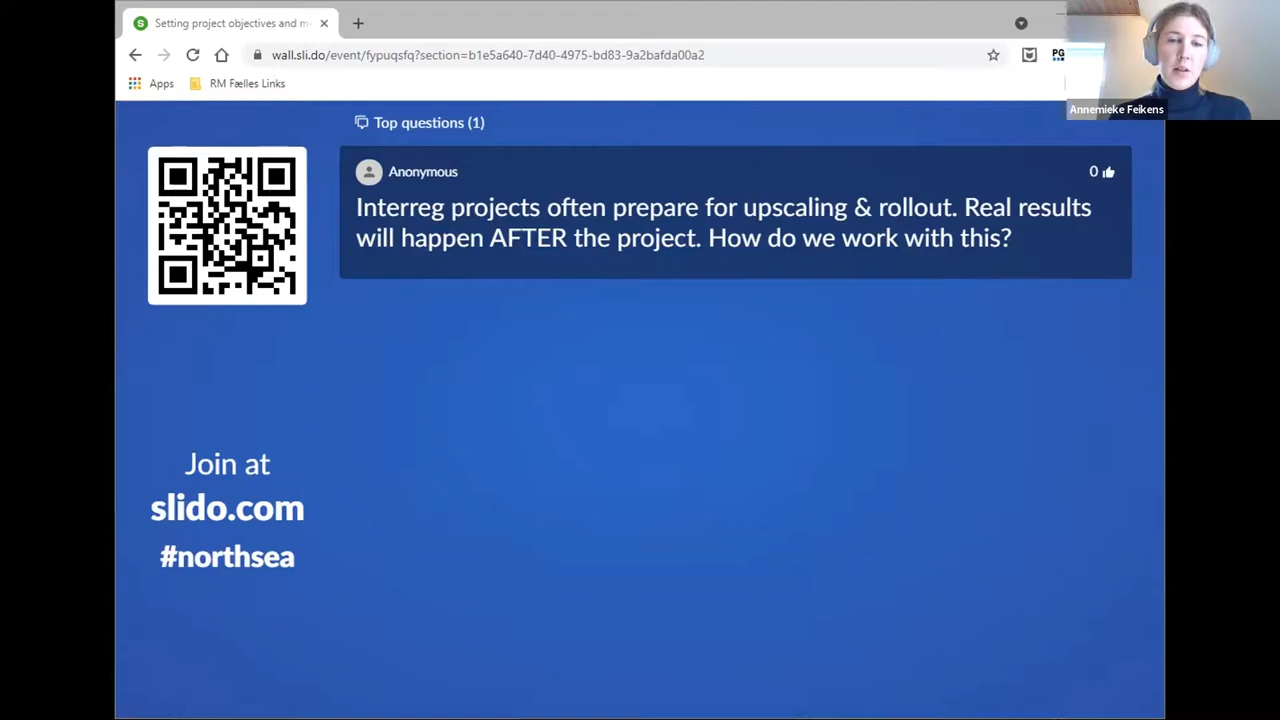 Setting project objectives and m
wall.sli.do/event/fypuqsfq?section=b1e5a640-7d40-4975-bd83-9a2bafda00a2
PG
Apps
RM Fælles Links
Annemieke Feikens
Top questions (1)
Anonymous
0
Interreg projects often prepare for upscaling & rollout. Real results
will happen AFTER the project. How do we work with this?
Join at
slido.com
#northsea